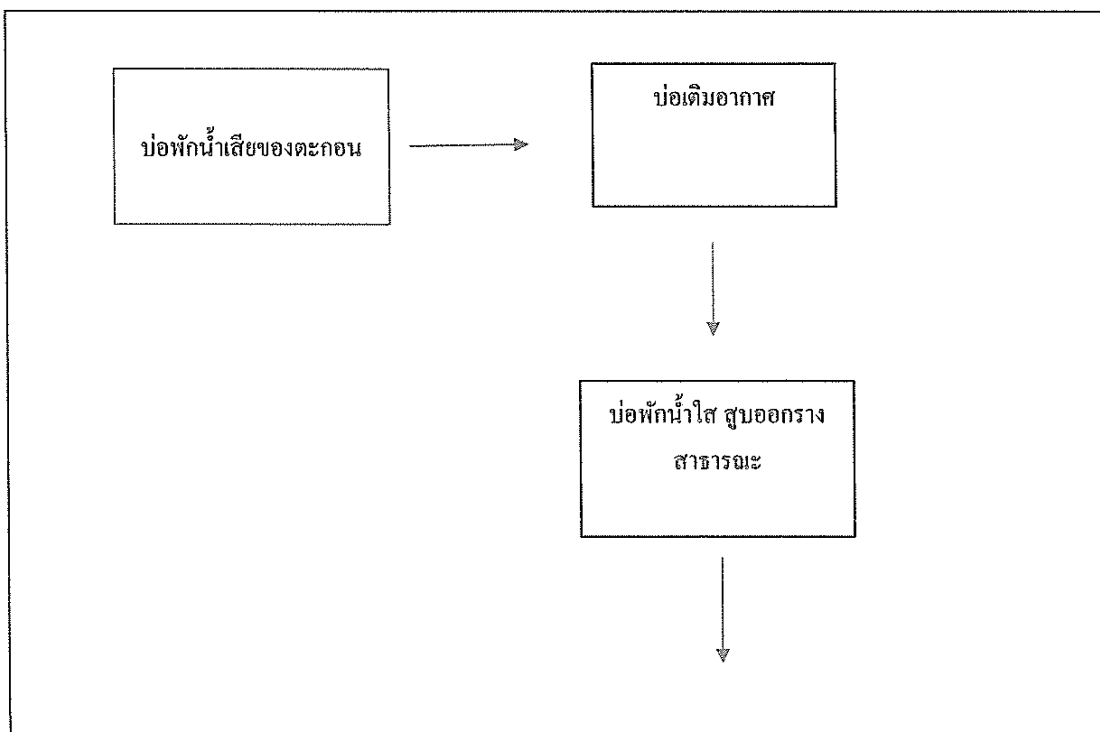 บ่อพักน้ำเสียของตะกอน
บ่อเติมอากาศ
บ่อพักน้ำใส สูบออกราง
สาธารณะ